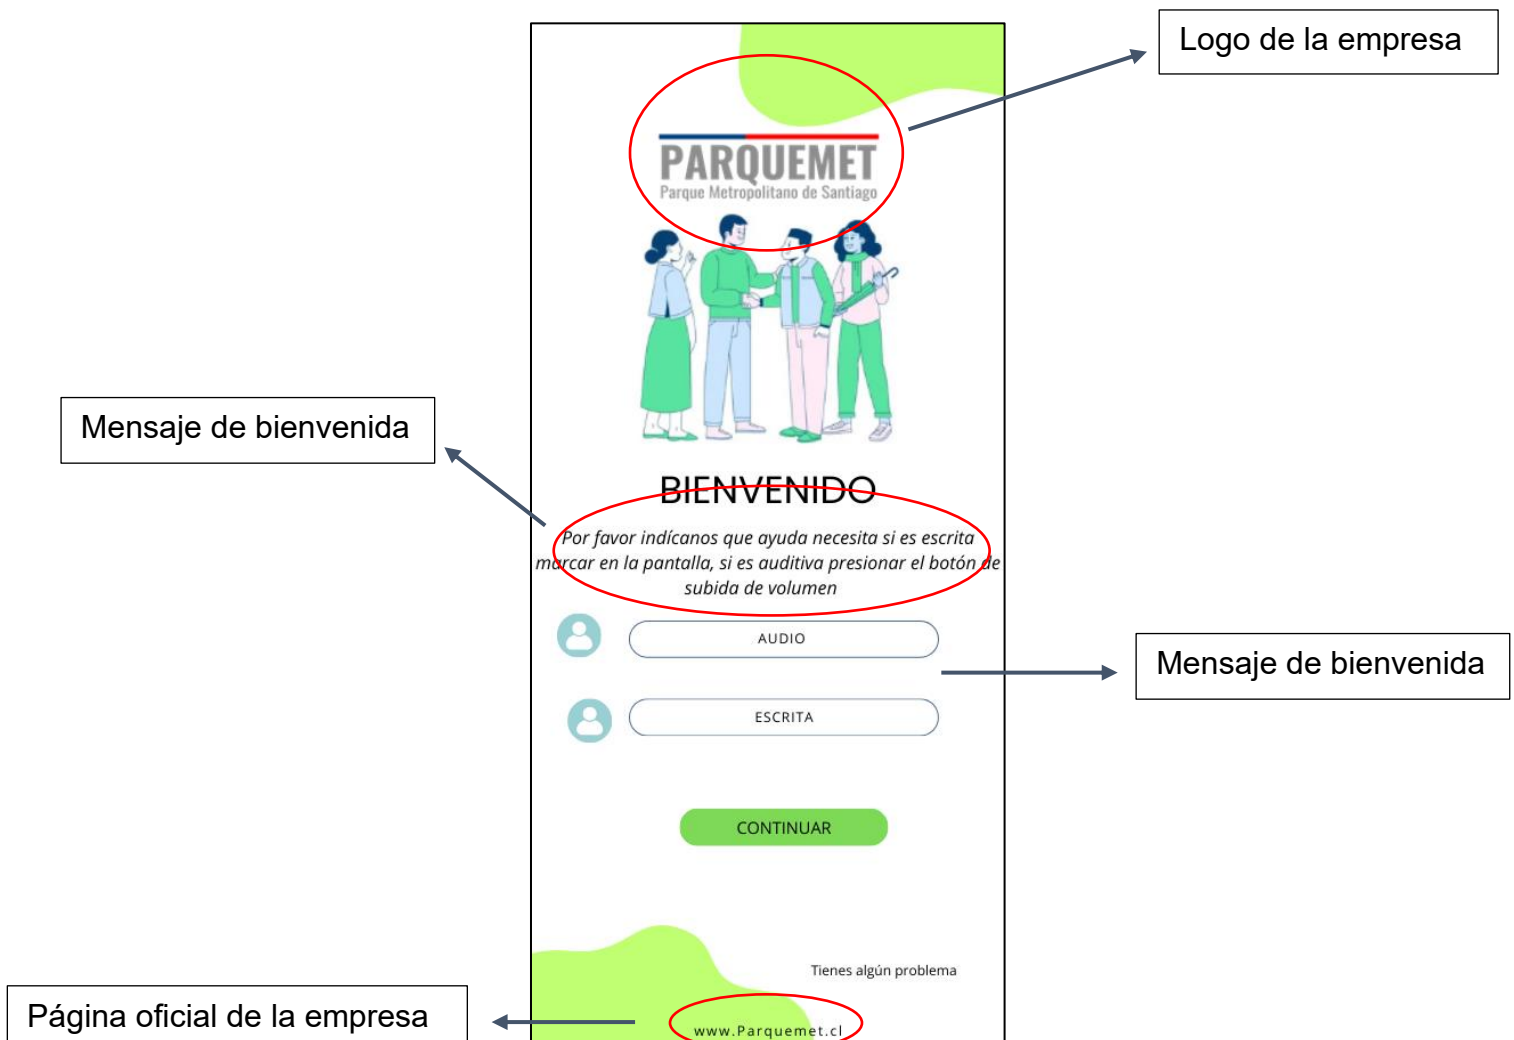 Logo de la empresa
PARQUEMET
Parque Metropolitano de Santiago
Mensaje de bienvenida
BIENVENIDO
Por favor indícanos que ayuda necesita si es escrita
marcar en la pantalla, si es auditiva presionar el botón de
subida de volumen
AUDIO
Mensaje de bienvenida
ESCRITA
CONTINUAR
Tienes algún problema
Página oficial de la empresa
www.Parquemet.cl